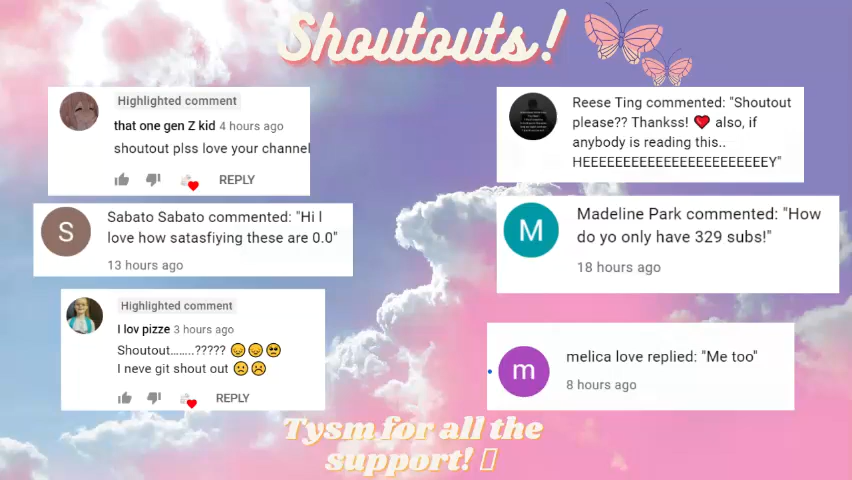 Shoutouts!
Highlighted comment
that one gen Z kid 4 hours ago
shoutout plss love your channel
REPLY
Sabato Sabato commented: "Hi I
love how satasfiying these are 0.0"
13 hours ago
S
Highlighted comment
I lov pizze 3 hours ago
Shoutout........????? 😞😞🥺
I neve git shout out 🙁☹️
REPLY
Reese Ting commented: "Shoutout
please?? Thankss! ❤️ also, if
anybody is reading this..
HEEEEEEEEEEEEEEEEEEEEEEY"
Madeline Park commented: "How
do yo only have 329 subs!"
18 hours ago
M
melica love replied: "Me too"
8 hours ago
m
Tysm for all the
support!